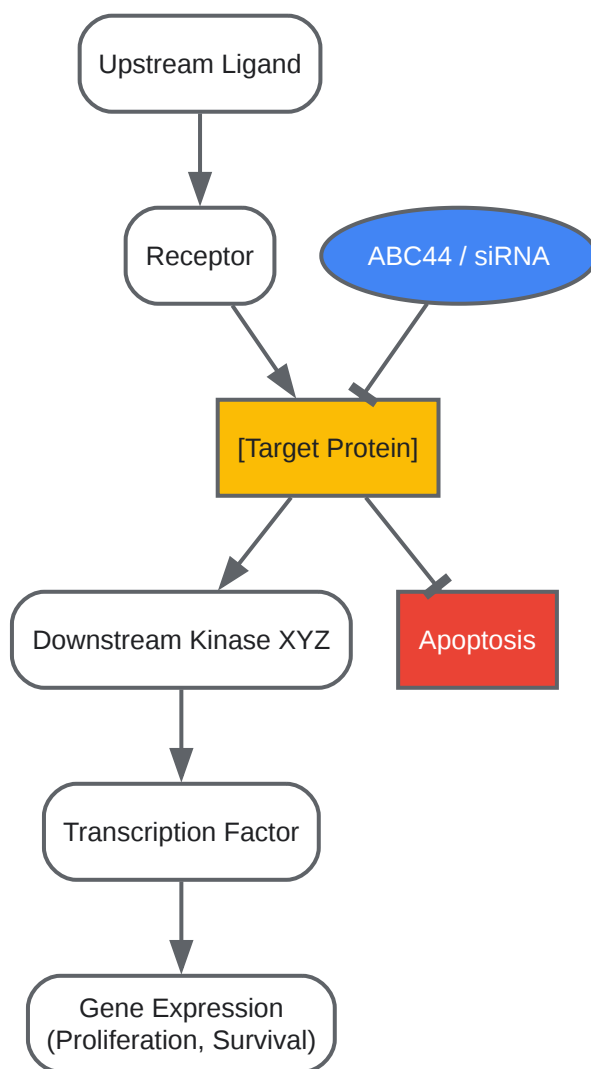 Upstream Ligand
Receptor
ABC44 / siRNA
[Target Protein]
Downstream Kinase XYZ
Apoptosis
Transcription Factor
Gene Expression
(Proliferation, Survival)